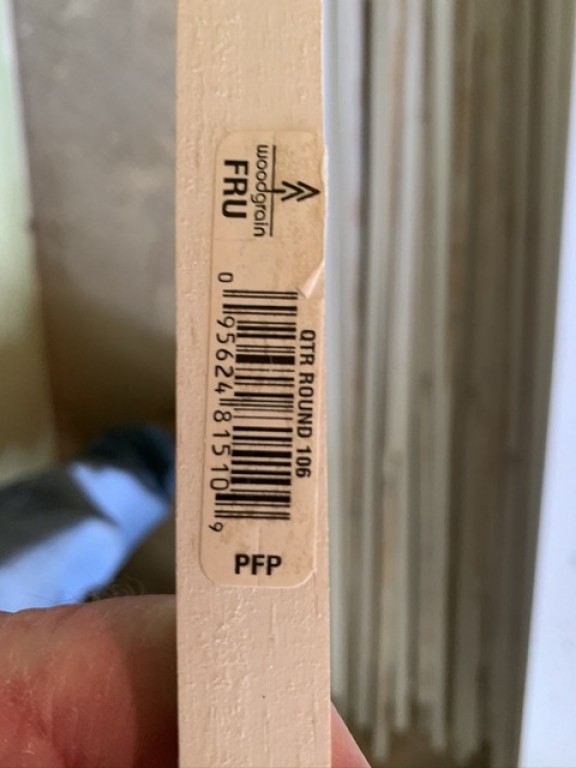 woodgrain
FRU
QTR ROUND 106
0 95624 81510 9
PFP